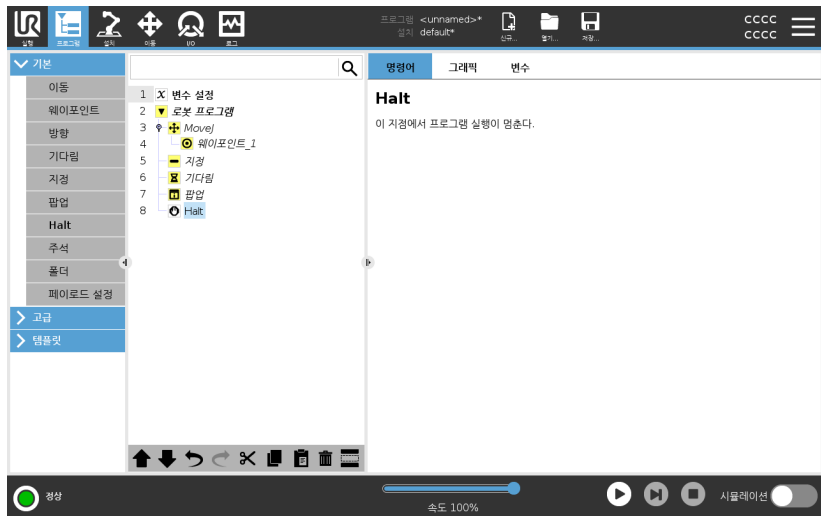 UR
실행
프로그램
설치
이동
I/O
로그
프로그램 <unnamed>*
설치 default*
신규...
열기...
저장...
CCCC
CCCC
기본
이동
웨이포인트
방향
기다림
지정
팝업
Halt
주석
폴더
페이로드 설정
고급
템플릿
1 X 변수 설정
2 로봇 프로그램
3 MoveJ
4 웨이포인트_1
5 지정
6 기다림
7 팝업
8 Halt
명령어 그래픽 변수
Halt
이 지점에서 프로그램 실행이 멈춘다.
정상
속도 100%
시뮬레이션